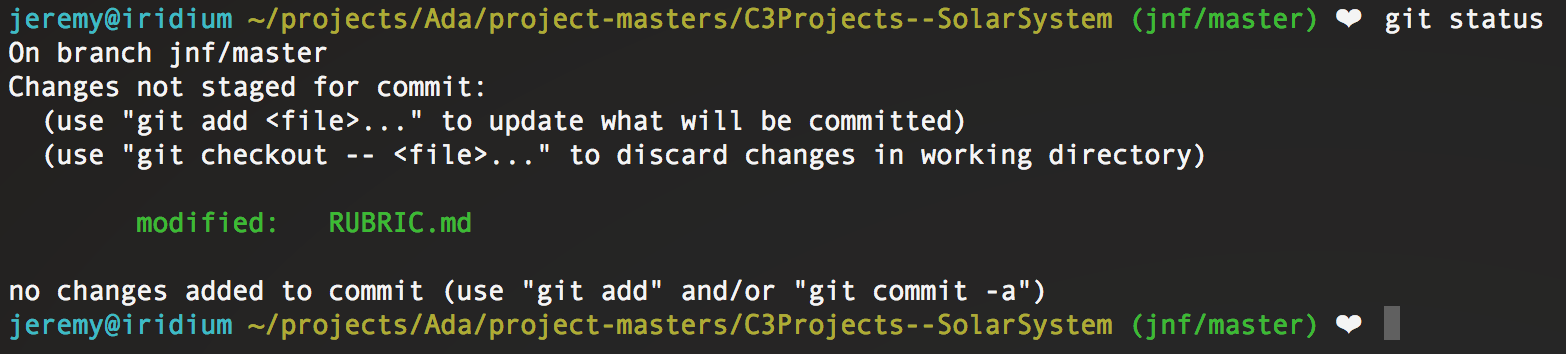 jeremy@iridium ~/projects/Ada/project-masters/C3Projects--SolarSystem (jnf/master) ❤ git status
On branch jnf/master
Changes not staged for commit:
  (use "git add <file>..." to update what will be committed)
  (use "git checkout -- <file>..." to discard changes in working directory)
        modified:   RUBRIC.md
no changes added to commit (use "git add" and/or "git commit -a")
jeremy@iridium ~/projects/Ada/project-masters/C3Projects--SolarSystem (jnf/master) ❤